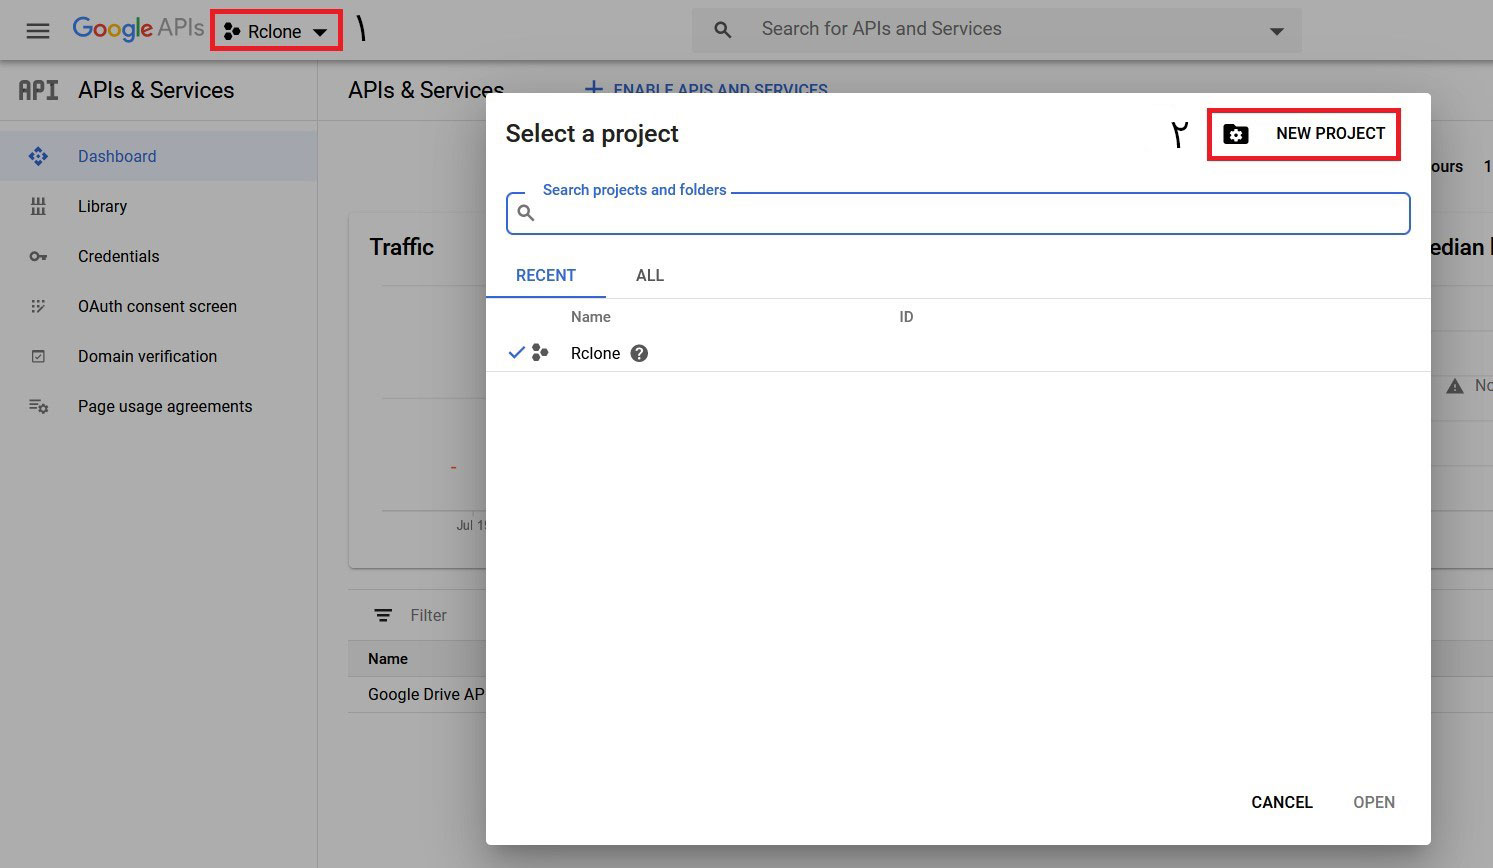 Google APIs Rclone ۱ Search for APIs and Services
API APIs & Services
Dashboard
Library
Credentials
OAuth consent screen
Domain verification
Page usage agreements
APIs & Services ENABLE APIS AND SERVICES
Traffic
Jul
Filter
Name
Google Drive AP
Select a project ۲ NEW PROJECT
Search projects and folders
RECENT ALL
Name ID
Rclone
CANCEL OPEN
ours 1
edian
No